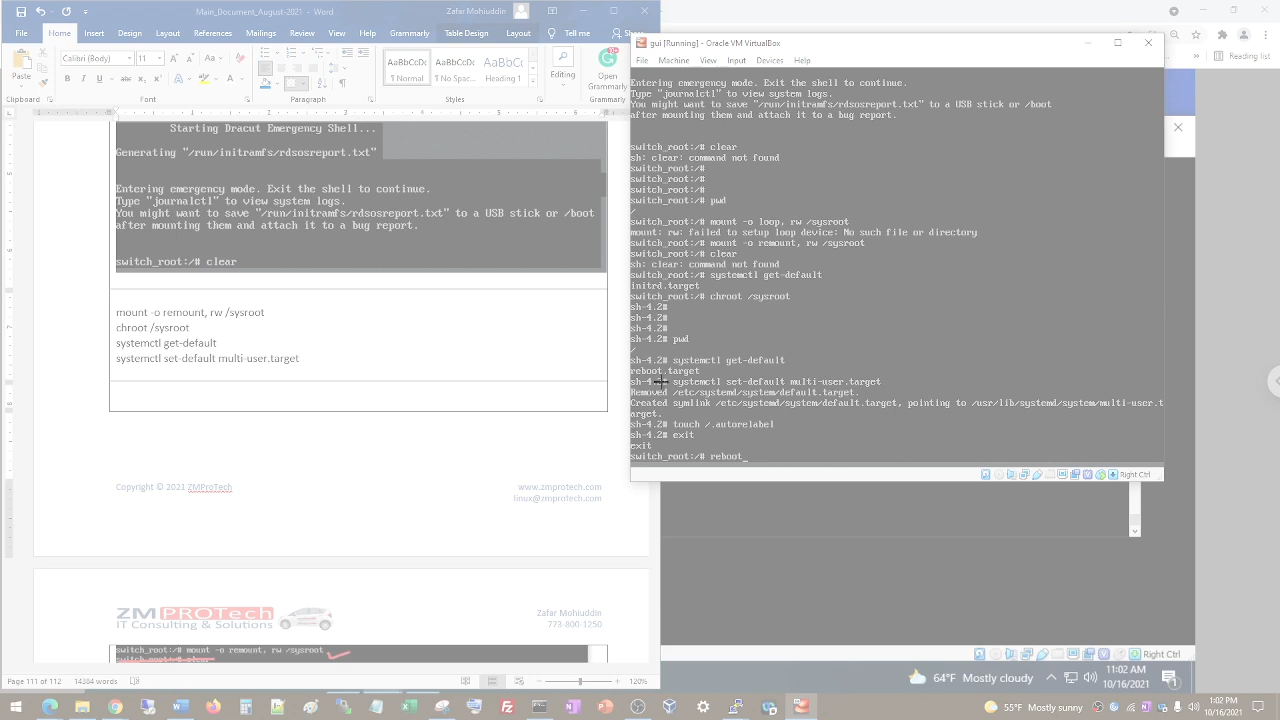 Main_Document_August-2021 - Word
Zafar Mohiuddin
File Home Insert Design Layout References Mailings Review View Grammarly Help Foxit PDF Layout Tell me Share
Paste
Calibri (Body) 11
B I U
AaBbCcDc AaBbCcDc AaBbCc
¶ Normal ¶ No Spac... Heading 1
Editing
Open Grammarly
Clipboard Font Paragraph Styles Grammarly
Starting Dracut Emergency Shell...
Generating "/run/initramfs/rdsosreport.txt"
Entering emergency mode. Exit the shell to continue.
Type "journalctl" to view system logs.
You might want to save "/run/initramfs/rdsosreport.txt" to a USB stick or /boot
after mounting them and attach it to a bug report.
switch_root:/# clear
mount -o remount, rw /sysroot
chroot /sysroot
systemctl get-default
systemctl set-default multi-user.target
Copyright © 2021 ZMProTech
www.zmprotech.com
linux@zmprotech.com
ZMPROTech
IT Consulting & Solutions
Zafar Mohiuddin
773-800-1250
switch_root:/# mount -o remount, rw /sysroot
switch_root:/# clear
Page 111 of 112 14384 words
120%
gui [Running] - Oracle VM VirtualBox
File Machine View Input Devices Help
Entering emergency mode. Exit the shell to continue.
Type "journalctl" to view system logs.
You might want to save "/run/initramfs/rdsosreport.txt" to a USB stick or /boot
after mounting them and attach it to a bug report.
switch_root:/# clear
sh: clear: command not found
switch_root:/#
switch_root:/#
switch_root:/#
switch_root:/# pwd
/
switch_root:/# mount -o loop, rw /sysroot
mount: rw: failed to setup loop device: No such file or directory
switch_root:/# mount -o remount, rw /sysroot
switch_root:/# clear
sh: clear: command not found
switch_root:/# systemctl get-default
initrd.target
switch_root:/# chroot /sysroot
sh-4.2#
sh-4.2#
sh-4.2#
sh-4.2# pwd
/
sh-4.2# systemctl get-default
reboot.target
sh-4.2# systemctl set-default multi-user.target
Removed /etc/systemd/system/default.target.
Created symlink /etc/systemd/system/default.target, pointing to /usr/lib/systemd/system/multi-user.t
arget.
sh-4.2# touch /.autorelabel
sh-4.2# exit
exit
switch_root:/# reboot_
Right Ctrl
Reading list
Right Ctrl
64°F Mostly cloudy
11:02 AM
10/16/2021
55°F Mostly sunny
1:02 PM
10/16/2021